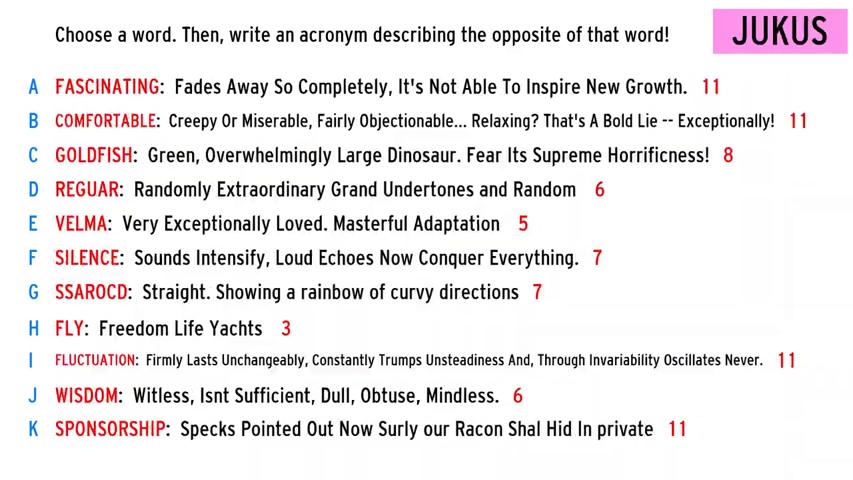 Choose a word. Then, write an acronym describing the opposite of that word!
JUKUS
A FASCINATING: Fades Away So Completely, It's Not Able To Inspire New Growth. 11
B COMFORTABLE: Creepy Or Miserable, Fairly Objectionable... Relaxing? That's A Bold Lie -- Exceptionally! 11
C GOLDFISH: Green, Overwhelmingly Large Dinosaur. Fear Its Supreme Horrificness! 8
D REGUAR: Randomly Extraordinary Grand Undertones and Random 6
E VELMA: Very Exceptionally Loved. Masterful Adaptation 5
F SILENCE: Sounds Intensify, Loud Echoes Now Conquer Everything. 7
G SSAROCD: Straight. Showing a rainbow of curvy directions 7
H FLY: Freedom Life Yachts 3
I FLUCTUATION: Firmly Lasts Unchangeably, Constantly Trumps Unsteadiness And, Through Invariability Oscillates Never. 11
J WISDOM: Witless, Isnt Sufficient, Dull, Obtuse, Mindless. 6
K SPONSORSHIP: Specks Pointed Out Now Surly our Racon Shal Hid In private 11